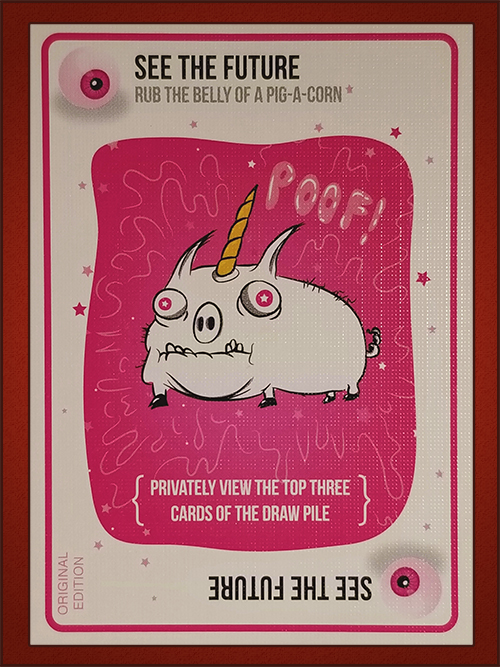 SEE THE FUTURE
RUB THE BELLY OF A PIG-A-CORN
POOF!
PRIVATELY VIEW THE TOP THREE
CARDS OF THE DRAW PILE
ORIGINAL
EDITION
SEE THE FUTURE